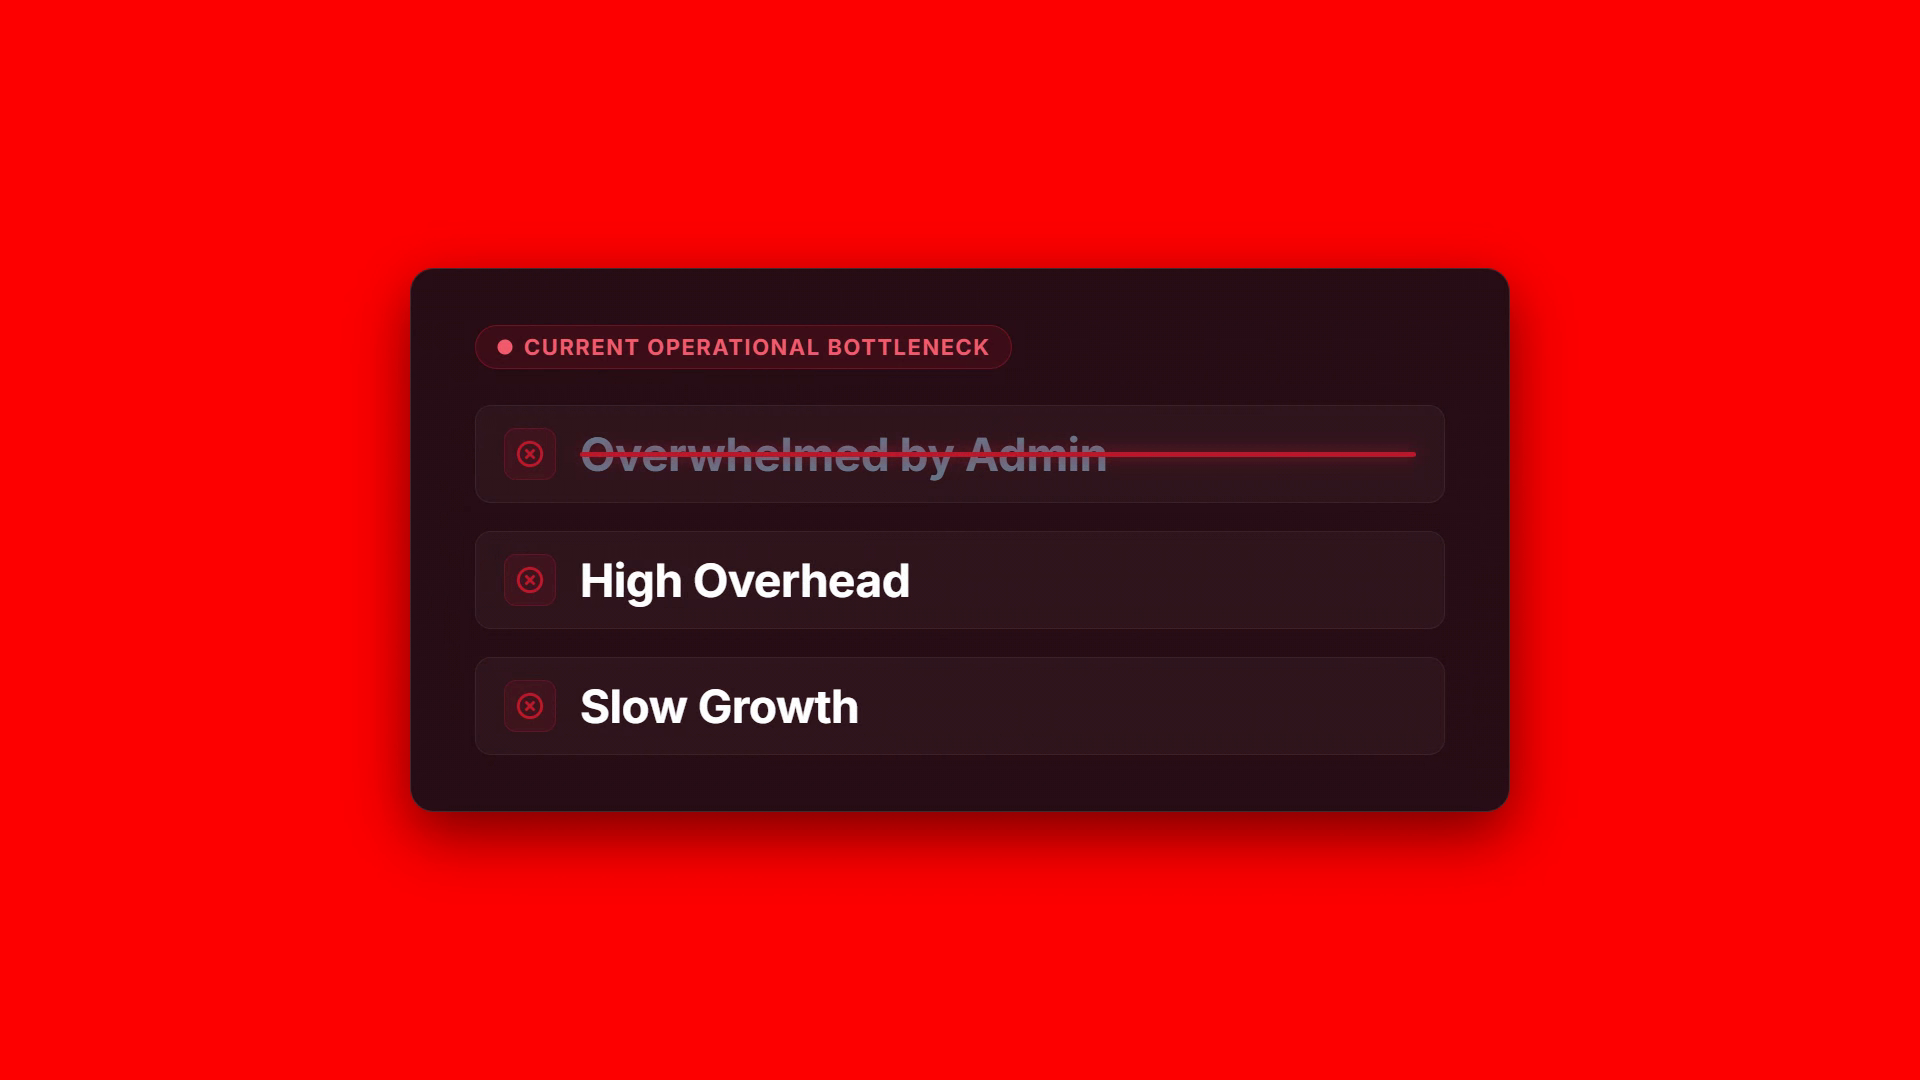 CURRENT OPERATIONAL BOTTLENECK
Overwhelmed by Admin
High Overhead
Slow Growth